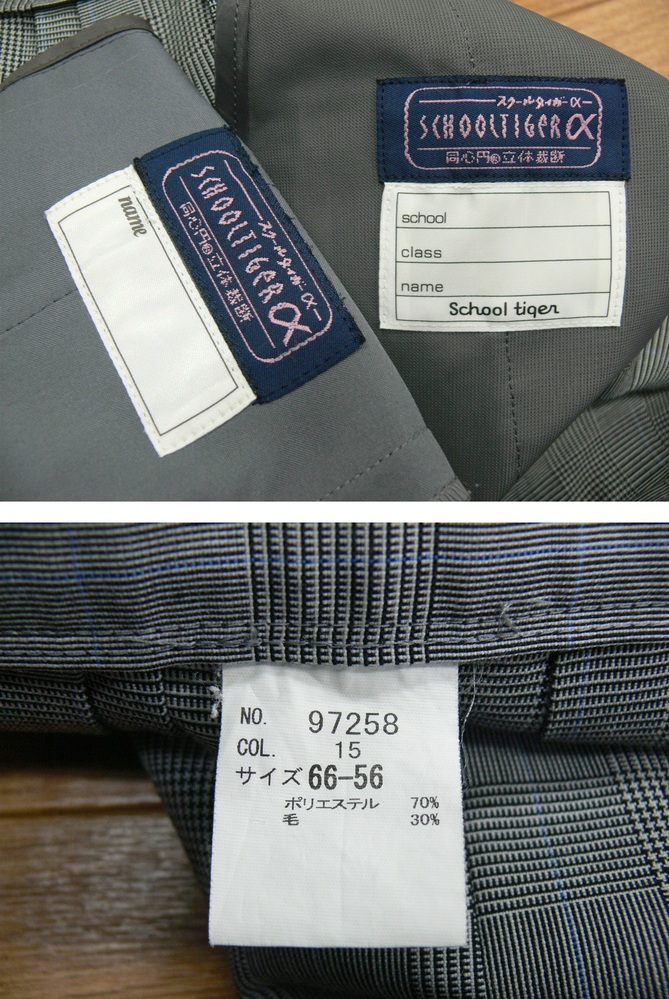 スクールタイガーα
SCHOOLTIGER α
同心円®立体裁断
name
スクールタイガーα
SCHOOLTIGER α
同心円®立体裁断
school
class
name
School tiger
NO. 97258
COL. 15
サイズ 66-56
ポリエステル 70%
毛 30%